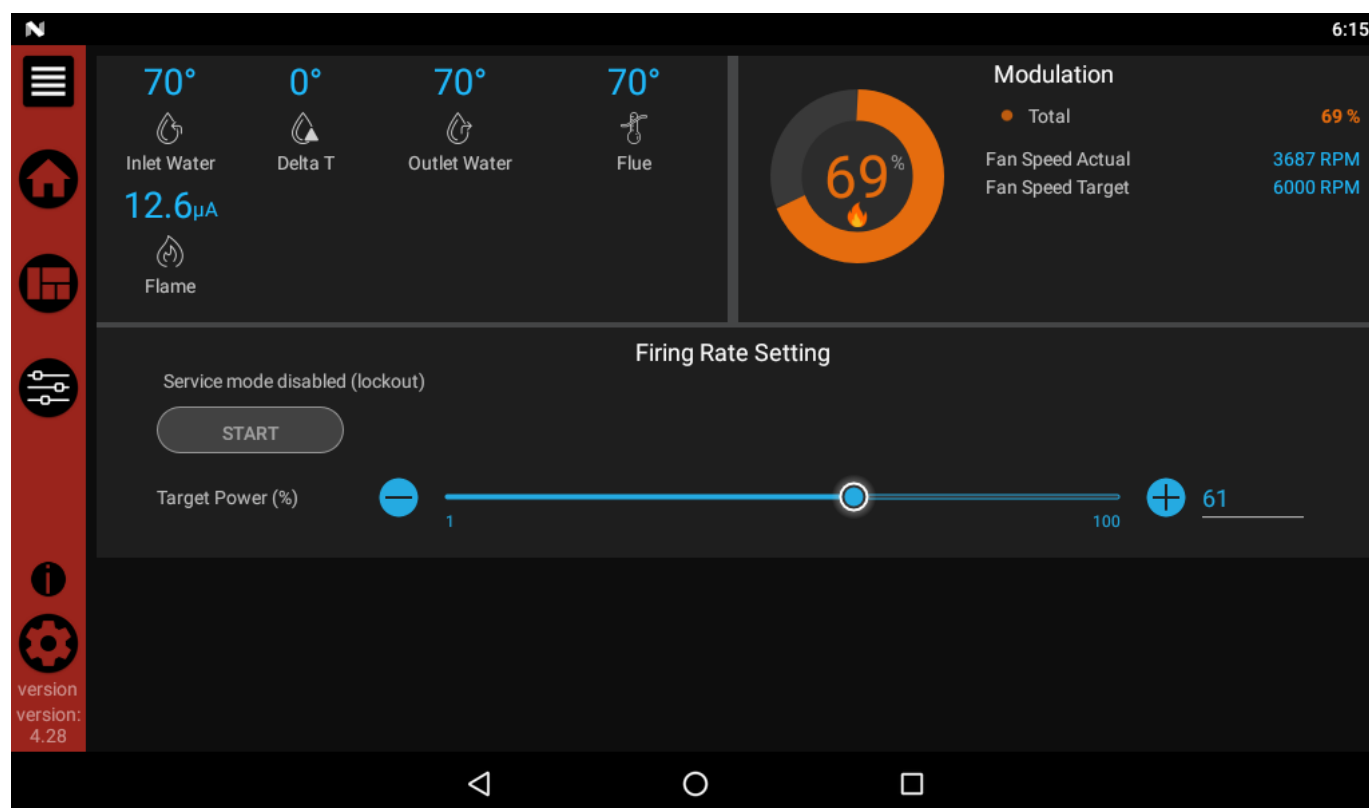 6:15
70° 0° 70° 70°
Inlet Water Delta T Outlet Water Flue
12.6µA
Flame
Modulation
69%
Total 69 %
Fan Speed Actual 3687 RPM
Fan Speed Target 6000 RPM
Firing Rate Setting
Service mode disabled (lockout)
START
Target Power (%) 61
1 100
version
version:
4.28